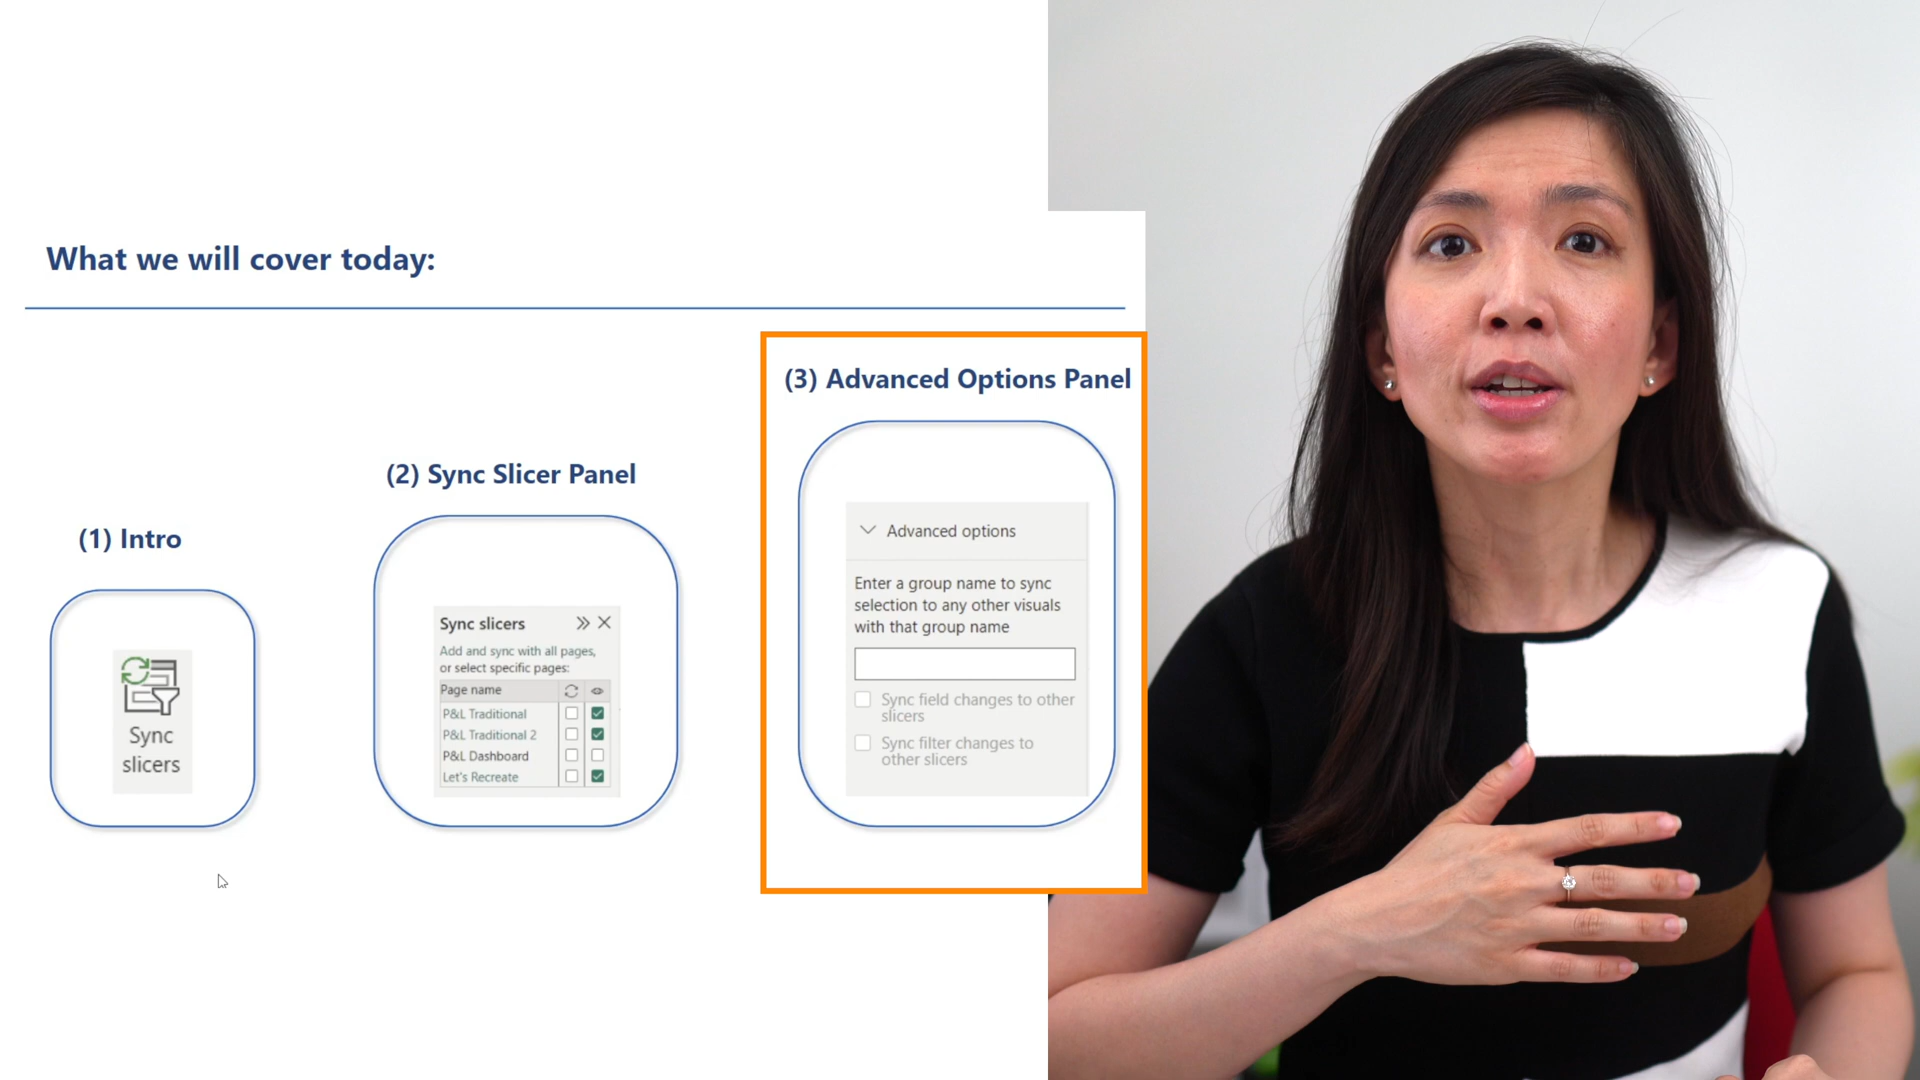 What we will cover today:
(1) Intro
Sync
slicers
(2) Sync Slicer Panel
Sync slicers
Add and sync with all pages,
or select specific pages:
Page name
P&L Traditional
P&L Traditional 2
P&L Dashboard
Let's Recreate
(3) Advanced Options Panel
Advanced options
Enter a group name to sync
selection to any other visuals
with that group name
Sync field changes to other
slicers
Sync filter changes to
other slicers